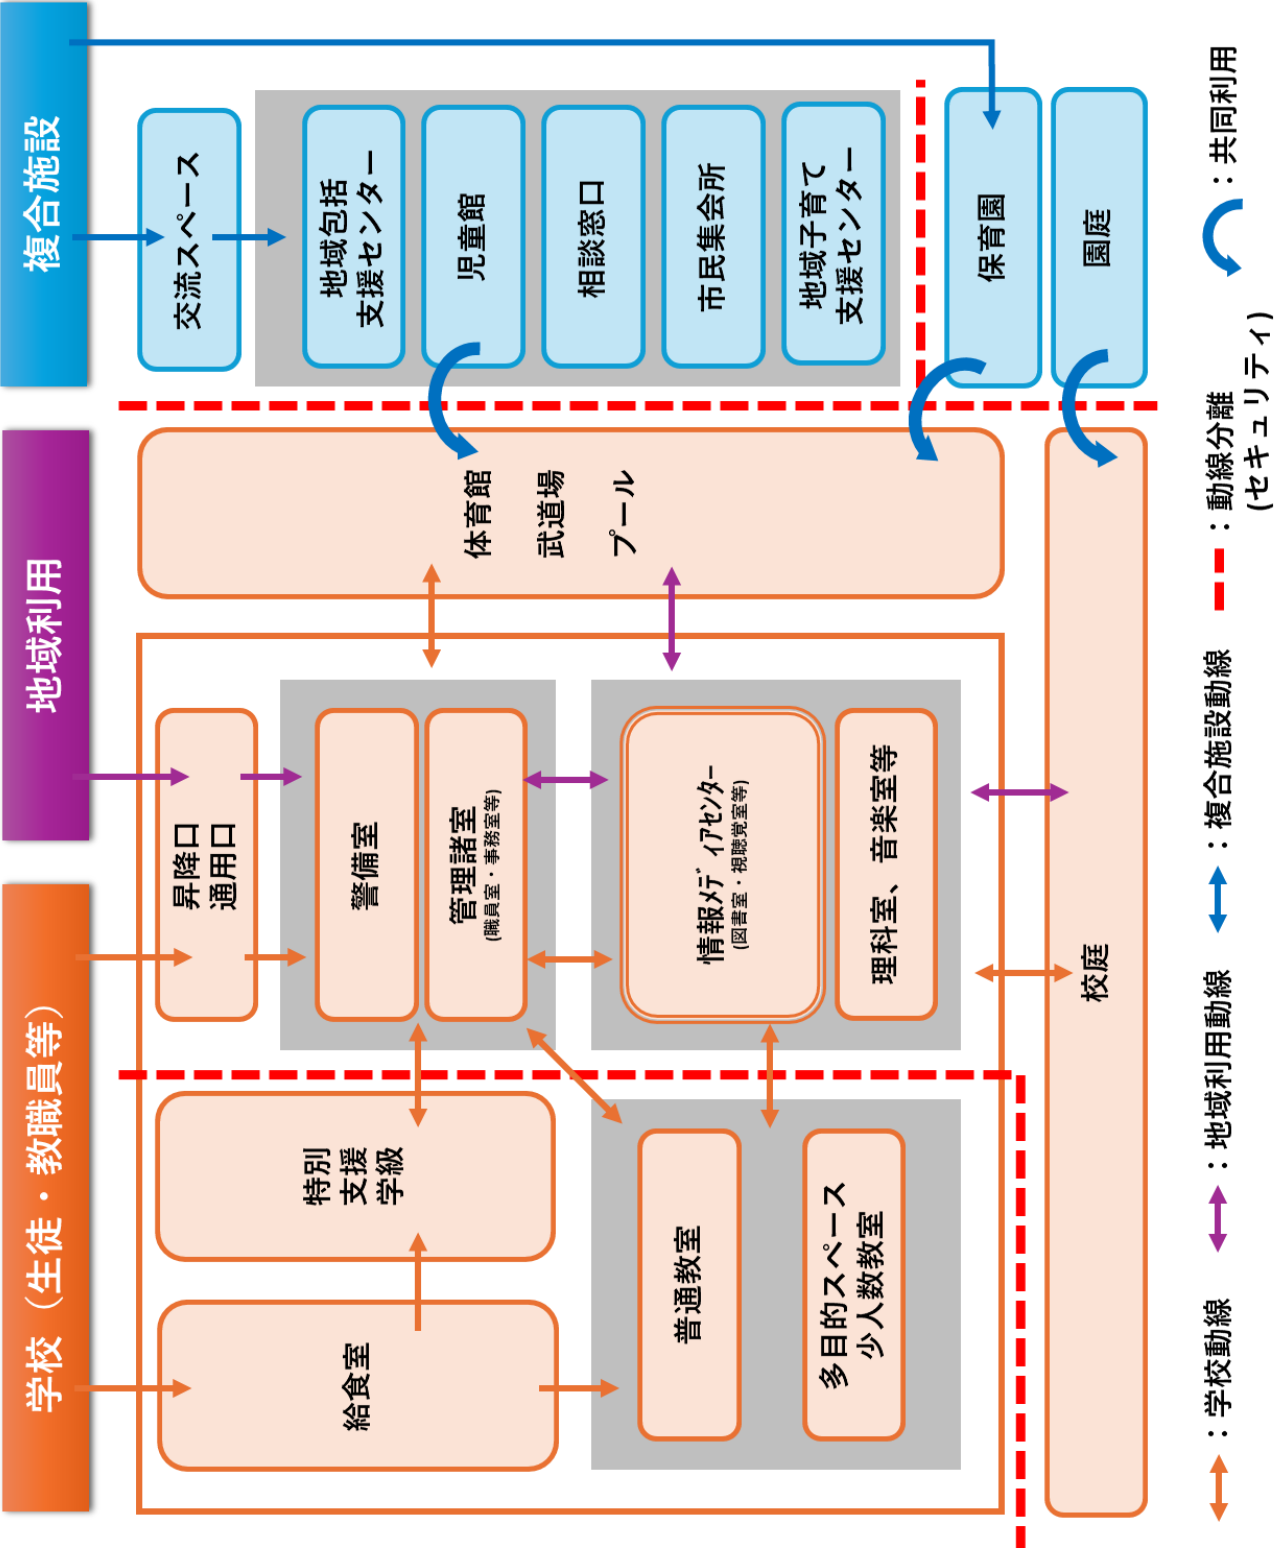 学校（生徒・教職員等）
地域利用
複合施設
給食室
特別
支援
学級
昇降口
通用口
警備室
管理諸室
(職員室・事務室等)
普通教室
多目的スペース
少人数教室
情報ﾒﾃﾞｨｱｾﾝﾀｰ
(図書室・視聴覚室等)
理科室、音楽室等
体育館
武道場
プール
校庭
交流スペース
地域包括
支援センター
児童館
相談窓口
市民集会所
地域子育て
支援センター
保育園
園庭
：学校動線
：地域利用動線
：複合施設動線
：動線分離
(セキュリティ)
：共同利用